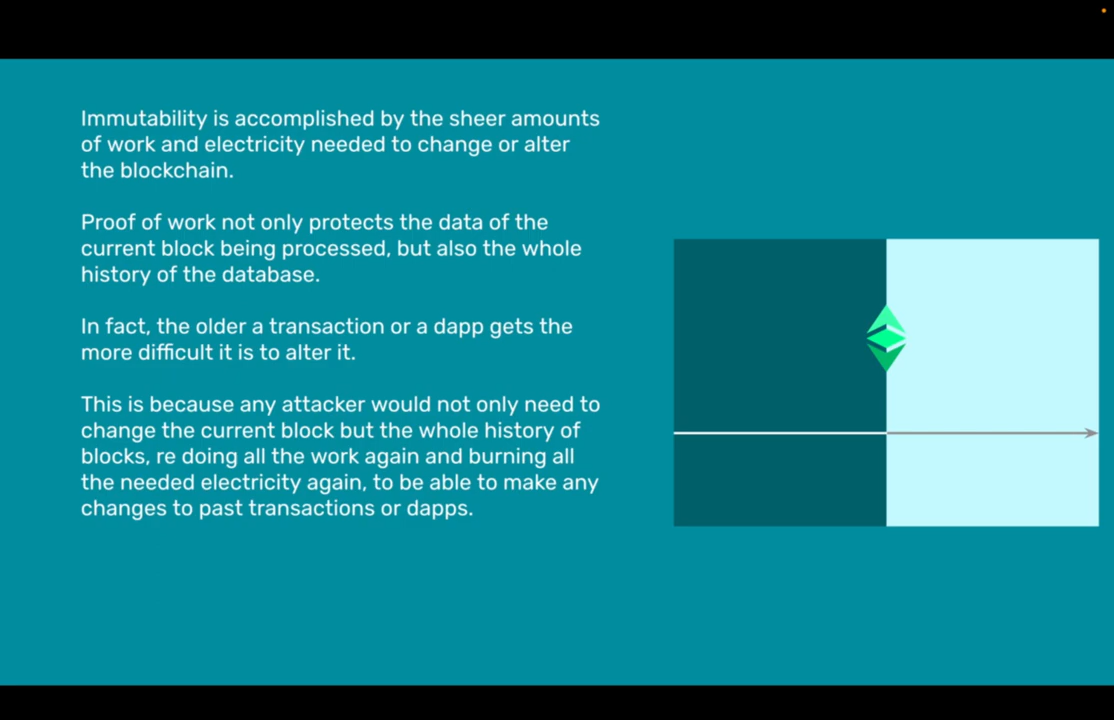 Immutability is accomplished by the sheer amounts
of work and electricity needed to change or alter
the blockchain.
Proof of work not only protects the data of the
current block being processed, but also the whole
history of the database.
In fact, the older a transaction or a dapp gets the
more difficult it is to alter it.
This is because any attacker would not only need to
change the current block but the whole history of
blocks, re doing all the work again and burning all
the needed electricity again, to be able to make any
changes to past transactions or dapps.